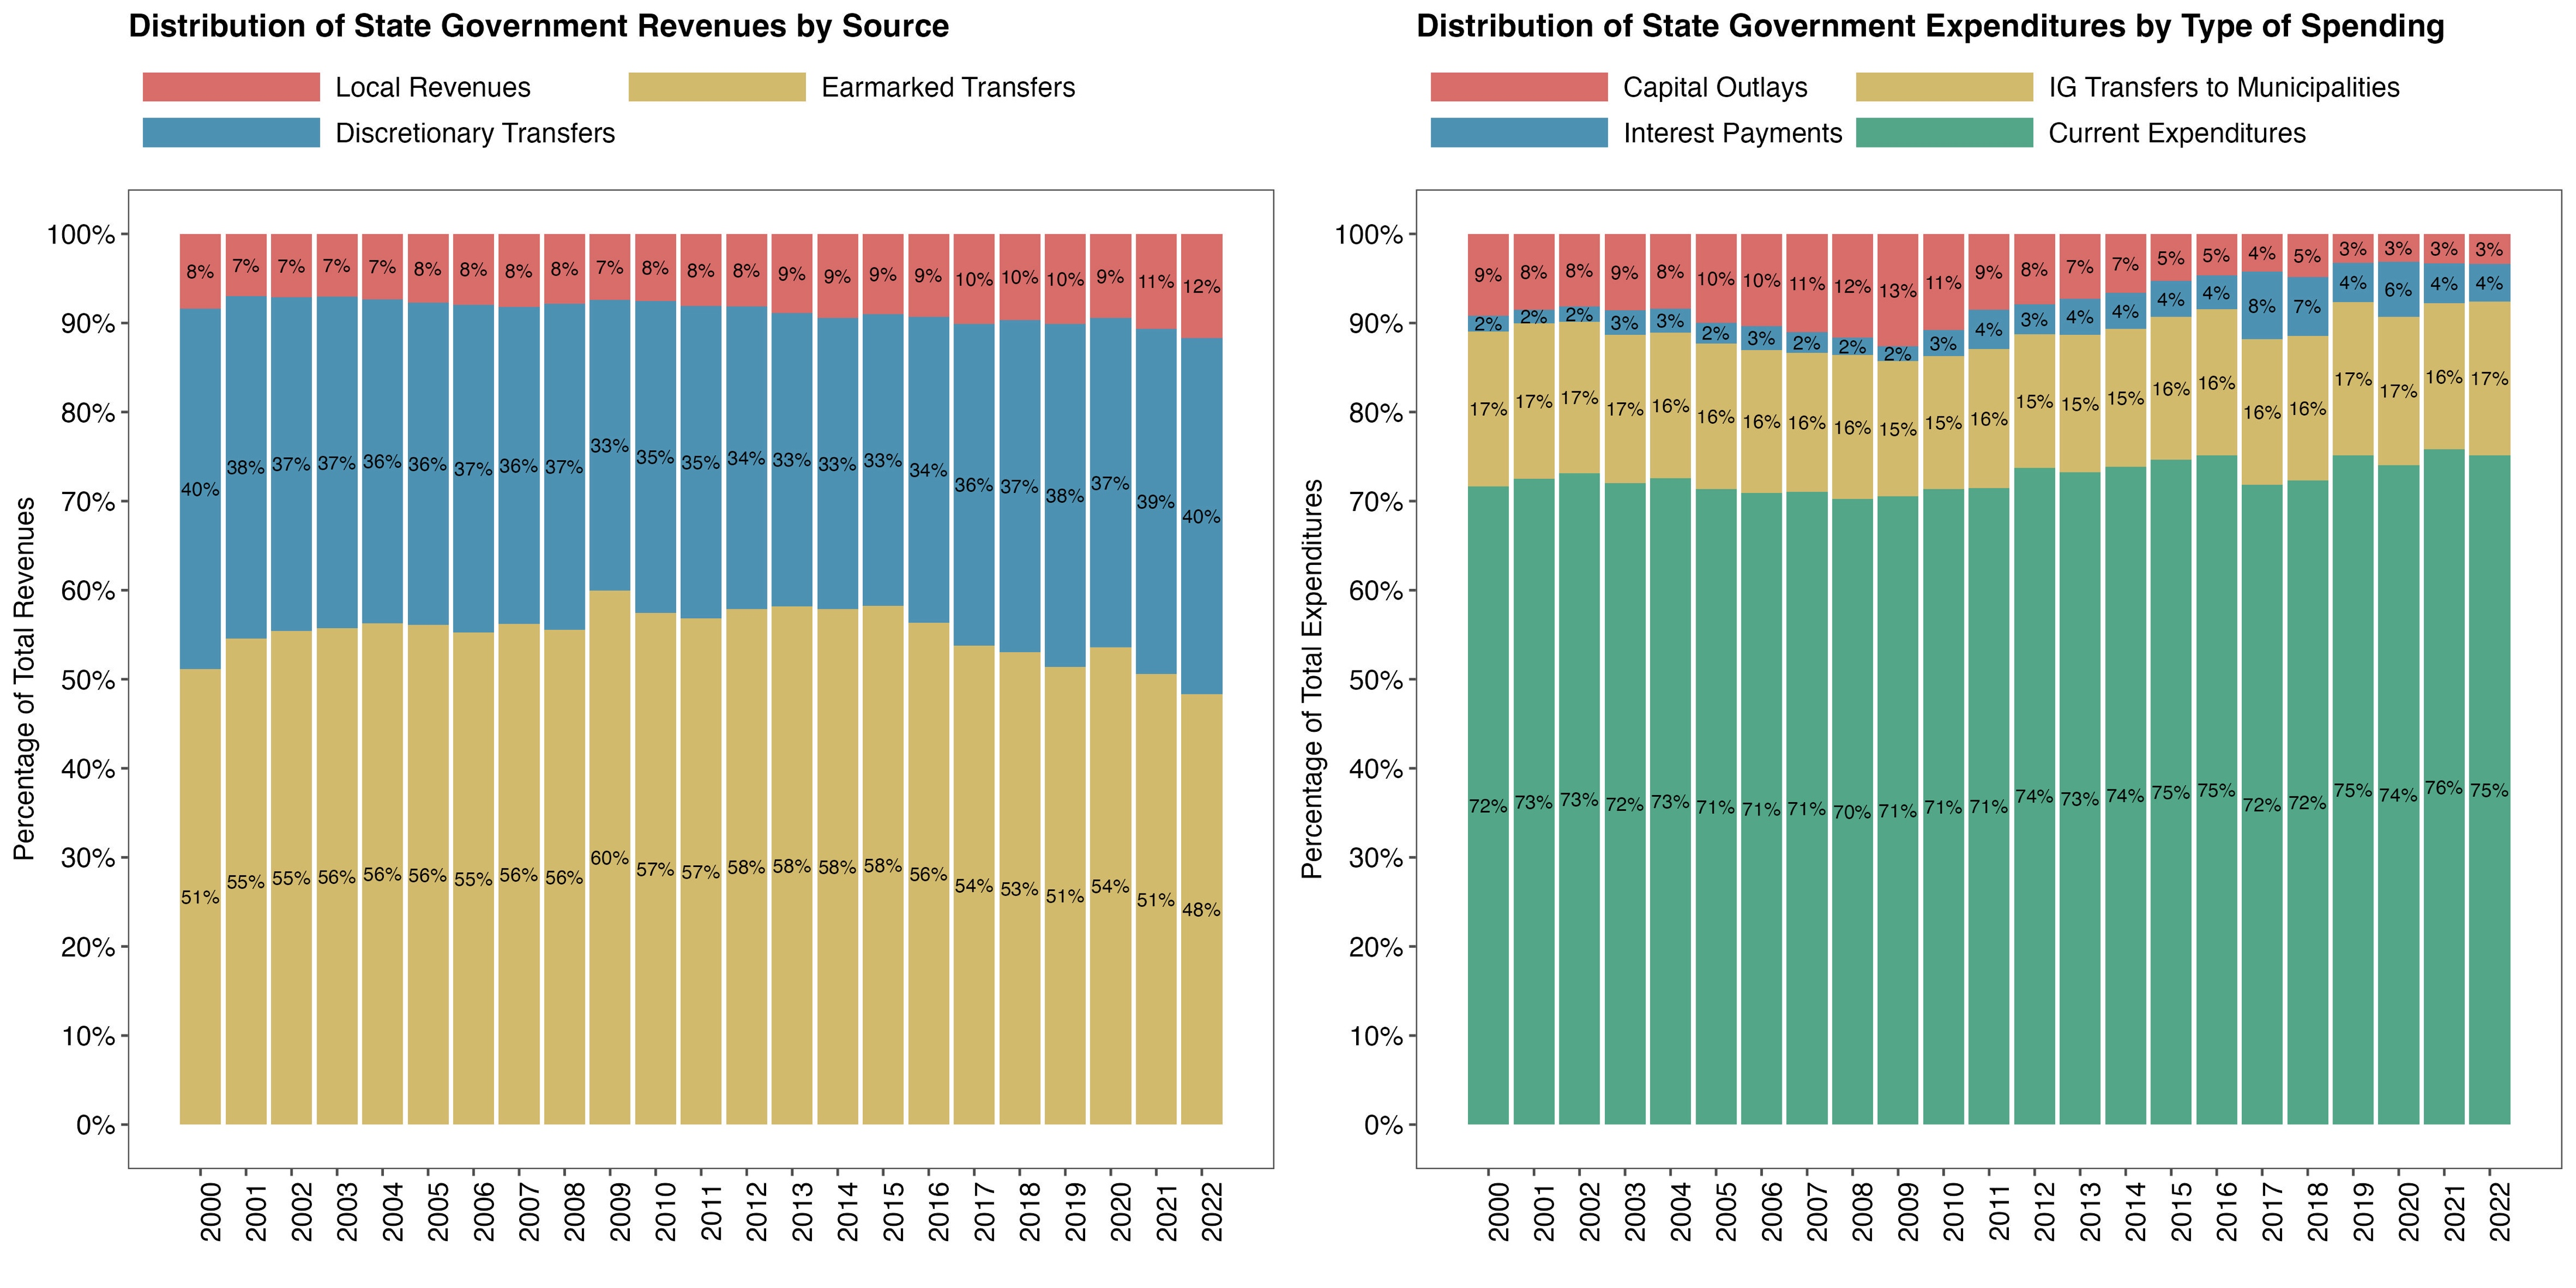 Distribution of State Government Revenues by Source
Local Revenues Earmarked Transfers
Discretionary Transfers
Percentage of Total Revenues
100%
90%
80%
70%
60%
50%
40%
30%
20%
10%
0%
8% 7% 7% 7% 7% 8% 8% 8% 8% 7% 8% 8% 8% 9% 9% 9% 9% 10% 10% 10% 9% 11% 12%
40% 38% 37% 37% 36% 36% 37% 36% 37% 33% 35% 35% 34% 33% 33% 33% 34% 36% 37% 38% 37% 39% 40%
51% 55% 55% 56% 56% 56% 55% 56% 56% 60% 57% 57% 58% 58% 58% 58% 56% 54% 53% 51% 54% 51% 48%
2000 2001 2002 2003 2004 2005 2006 2007 2008 2009 2010 2011 2012 2013 2014 2015 2016 2017 2018 2019 2020 2021 2022
Distribution of State Government Expenditures by Type of Spending
Capital Outlays IG Transfers to Municipalities
Interest Payments Current Expenditures
Percentage of Total Expenditures
100%
90%
80%
70%
60%
50%
40%
30%
20%
10%
0%
9% 8% 8% 9% 8% 10% 10% 11% 12% 13% 11% 9% 8% 7% 7% 5% 5% 4% 5% 3% 3% 3% 3%
2% 2% 2% 3% 3% 2% 3% 2% 2% 2% 3% 4% 3% 4% 4% 4% 4% 8% 7% 4% 6% 4% 4%
17% 17% 17% 17% 16% 16% 16% 16% 16% 15% 15% 16% 15% 15% 15% 16% 16% 16% 16% 17% 17% 16% 17%
72% 73% 73% 72% 73% 71% 71% 71% 70% 71% 71% 71% 74% 73% 74% 75% 75% 72% 72% 75% 74% 76% 75%
2000 2001 2002 2003 2004 2005 2006 2007 2008 2009 2010 2011 2012 2013 2014 2015 2016 2017 2018 2019 2020 2021 2022